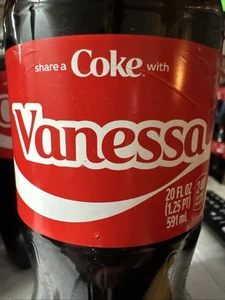 share a Coke with
Vanessa
20 FL OZ
(1.25 PT)
591 mL